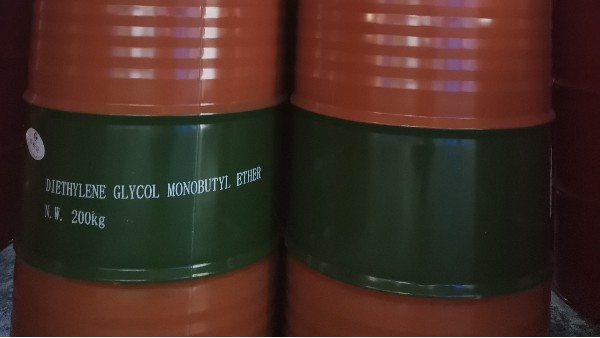 DIETHYLENE GLYCOL MONOBUTYL ETHER
N.W. 200kg